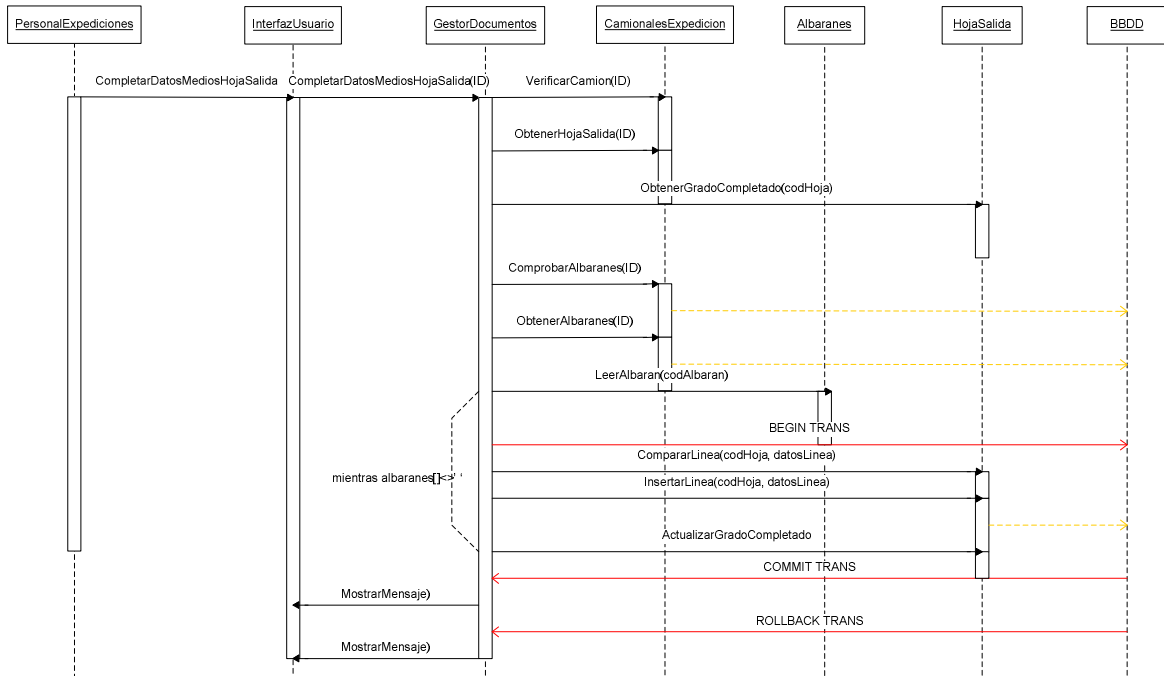 PersonalExpediciones
InterfazUsuario
GestorDocumentos
CamionalesExpedicion
Albaranes
HojaSalida
BBDD
CompletarDatosMediosHojaSalida
CompletarDatosMediosHojaSalida(ID)
VerificarCamion(ID)
ObtenerHojaSalida(ID)
ObtenerGradoCompletado(codHoja)
ComprobarAlbaranes(ID)
ObtenerAlbaranes(ID)
LeerAlbaran(codAlbaran)
BEGIN TRANS
CompararLinea(codHoja, datosLinea)
mientras albaranes[]<>' '
InsertarLinea(codHoja, datosLinea)
ActualizarGradoCompletado
COMMIT TRANS
MostrarMensaje)
ROLLBACK TRANS
MostrarMensaje)